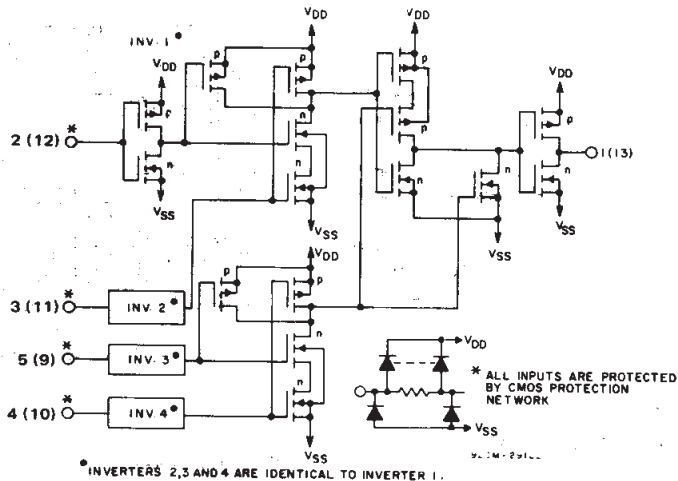 INV. 1 •
VDD
VDD
VDD
VDD
p
p
p
p
p
p
2 (12) *
n
n
n
n
n
n
1 (13)
VSS
VSS
VSS
VSS
VDD
3 (11) *
INV. 2 •
p
p
5 (9) *
INV. 3 •
n
n
4 (10) *
INV. 4 •
VSS
VDD
VSS
* ALL INPUTS ARE PROTECTED
BY CMOS PROTECTION
NETWORK
• INVERTERS 2,3 AND 4 ARE IDENTICAL TO INVERTER 1.